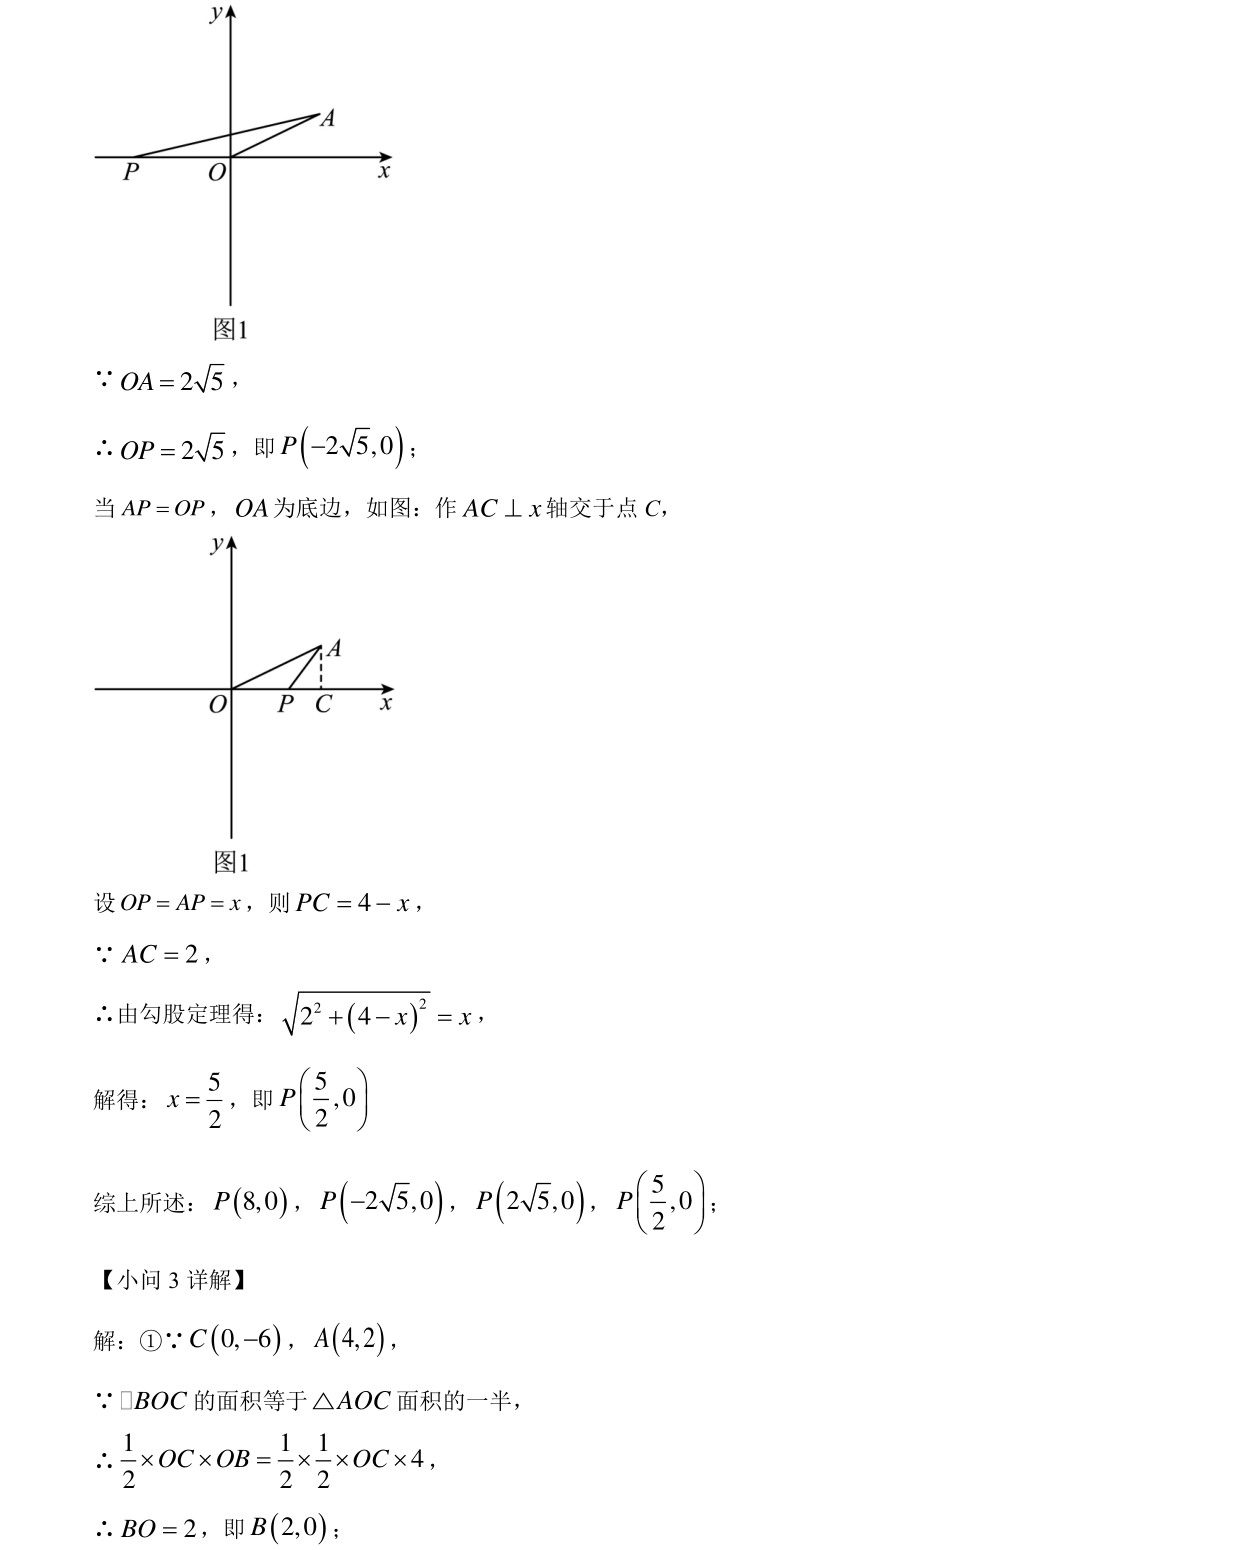 y
A
P O x
图1
∵ OA = 2√5，
∴ OP = 2√5，即 P(−2√5,0)；
当 AP = OP，OA 为底边，如图：作 AC ⊥ x 轴交于点 C，
y
A
O P C x
图1
设 OP = AP = x，则 PC = 4 − x，
∵ AC = 2，
∴由勾股定理得：√(2² + (4 − x)²) = x，
解得：x = 5/2，即 P(5/2,0)
综上所述：P(8,0)，P(−2√5,0)，P(2√5,0)，P(5/2,0)；
【小问 3 详解】
解：①∵ C(0,−6)，A(4,2)，
∵ □BOC 的面积等于 △AOC 面积的一半，
∴ 1/2 × OC × OB = 1/2 × 1/2 × OC × 4，
∴ BO = 2，即 B(2,0)；